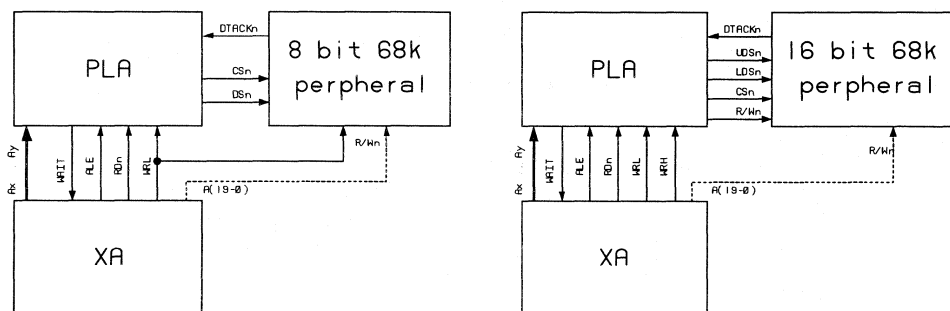 DTACKn
8 bit 68k
perpheral
PLA
CSn
DSn
R/Wn
Ay
Ax
WAIT
ALE
RDn
WRL
A(19-0)
XA
DTACKn
UDSn
LDSn
CSn
R/Wn
16 bit 68k
perpheral
PLA
R/Wn
Ay
Ax
WAIT
ALE
RDn
WRL
WRH
A(19-0)
XA